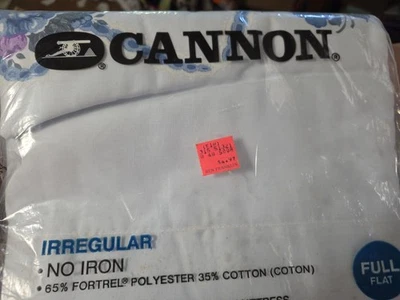 CANNON®
IRREGULAR
• NO IRON
• 65% FORTREL® POLYESTER 35% COTTON (COTON)
FULL
FLAT